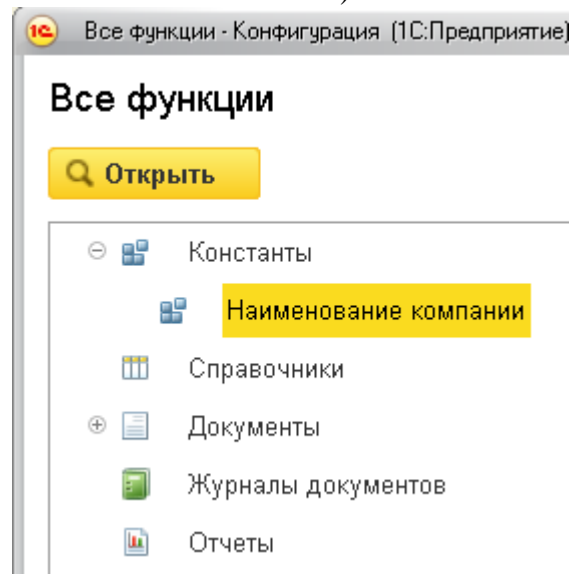 1С Все функции - Конфигурация (1С:Предприятие)
Все функции
Открыть
Константы
Наименование компании
Справочники
Документы
Журналы документов
Отчеты